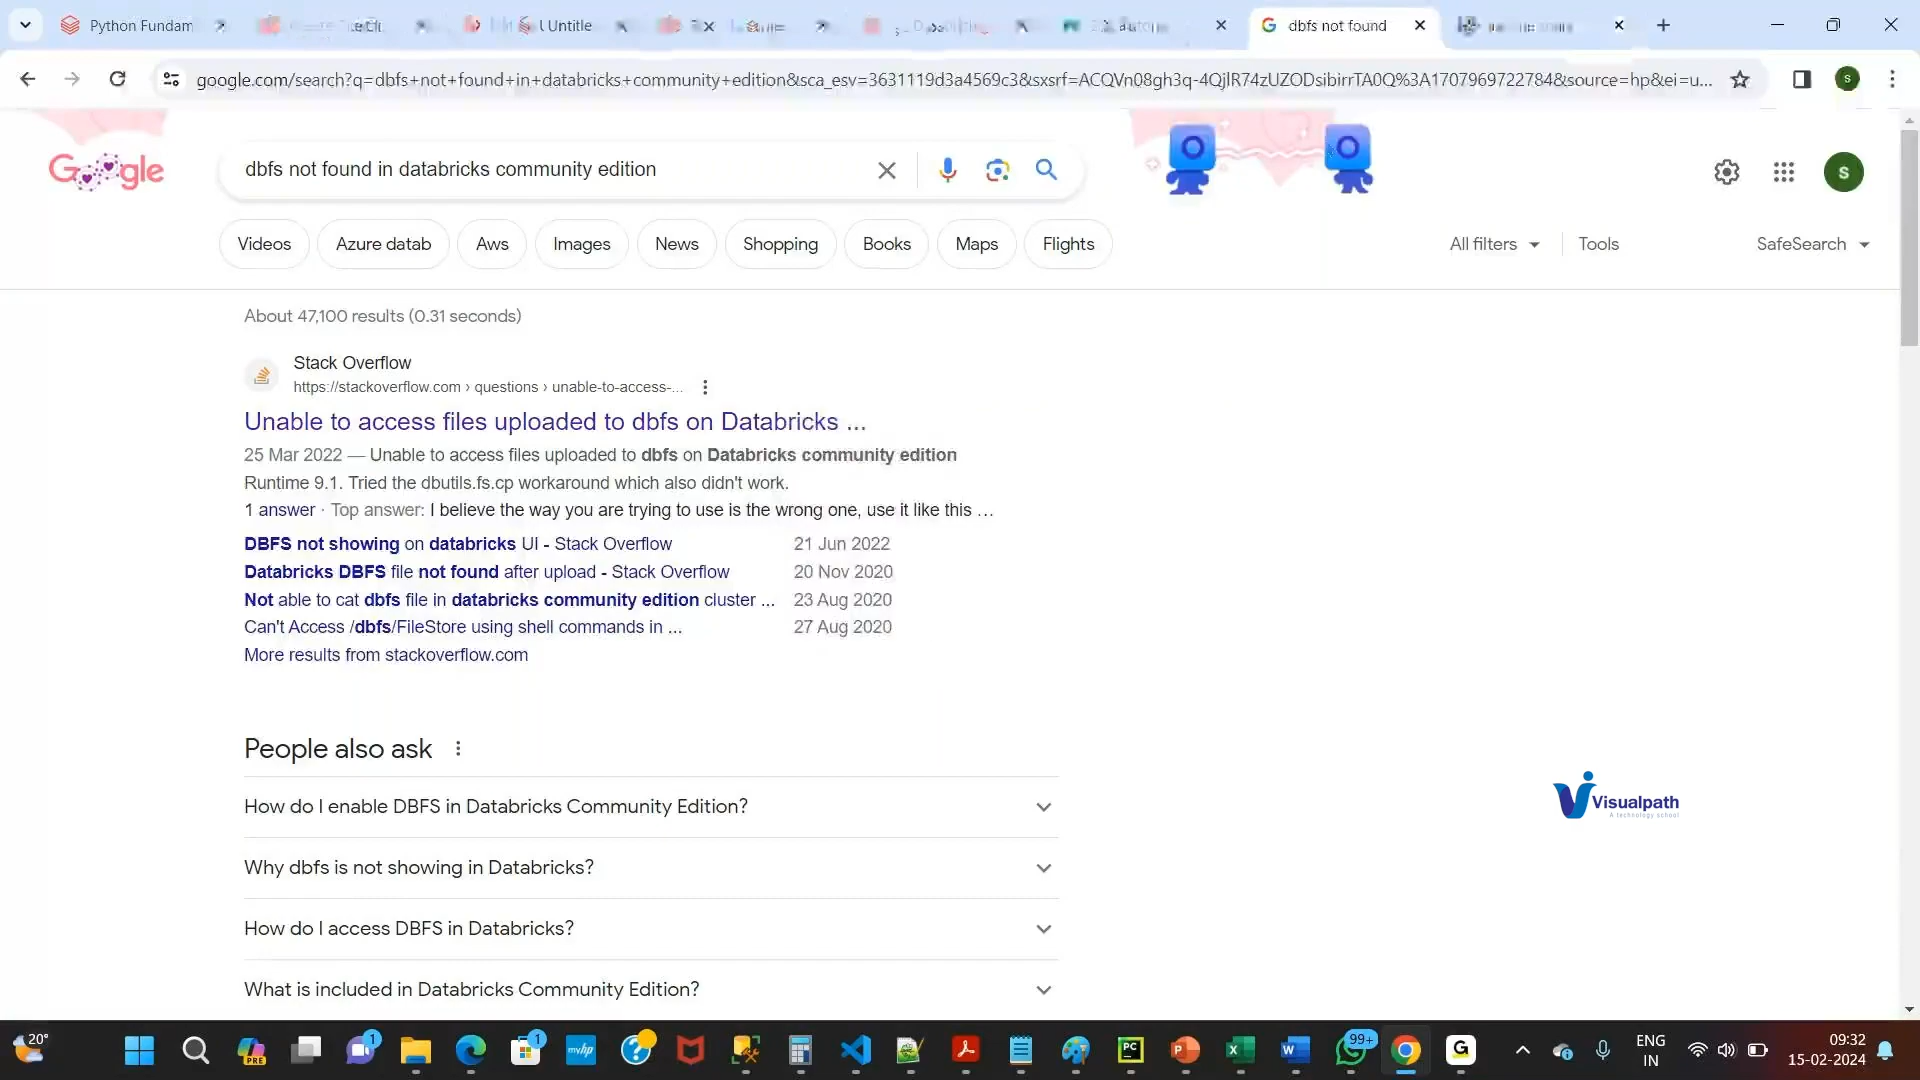 Python Fundam
Untitle
dbfs not found
google.com/search?q=dbfs+not+found+in+databricks+community+edition&sca_esv=3631119d3a4569c3&sxsrf=ACQVn08gh3q-4QjlR74zUZODsibirrTA0Q%3A1707969722784&source=hp&ei=u...
S
Google
dbfs not found in databricks community edition
S
Videos
Azure datab
Aws
Images
News
Shopping
Books
Maps
Flights
All filters
Tools
SafeSearch
About 47,100 results (0.31 seconds)
Stack Overflow
https://stackoverflow.com › questions › unable-to-access-...
Unable to access files uploaded to dbfs on Databricks ...
25 Mar 2022 — Unable to access files uploaded to dbfs on Databricks community edition
Runtime 9.1. Tried the dbutils.fs.cp workaround which also didn't work.
1 answer · Top answer: I believe the way you are trying to use is the wrong one, use it like this ...
DBFS not showing on databricks UI - Stack Overflow 21 Jun 2022
Databricks DBFS file not found after upload - Stack Overflow 20 Nov 2020
Not able to cat dbfs file in databricks community edition cluster ... 23 Aug 2020
Can't Access /dbfs/FileStore using shell commands in ... 27 Aug 2020
More results from stackoverflow.com
People also ask
How do I enable DBFS in Databricks Community Edition?
Why dbfs is not showing in Databricks?
Visualpath
A technology school
How do I access DBFS in Databricks?
What is included in Databricks Community Edition?
20°
PRE
1
1
myhp
PC
99+
G
ENG
IN
09:32
15-02-2024